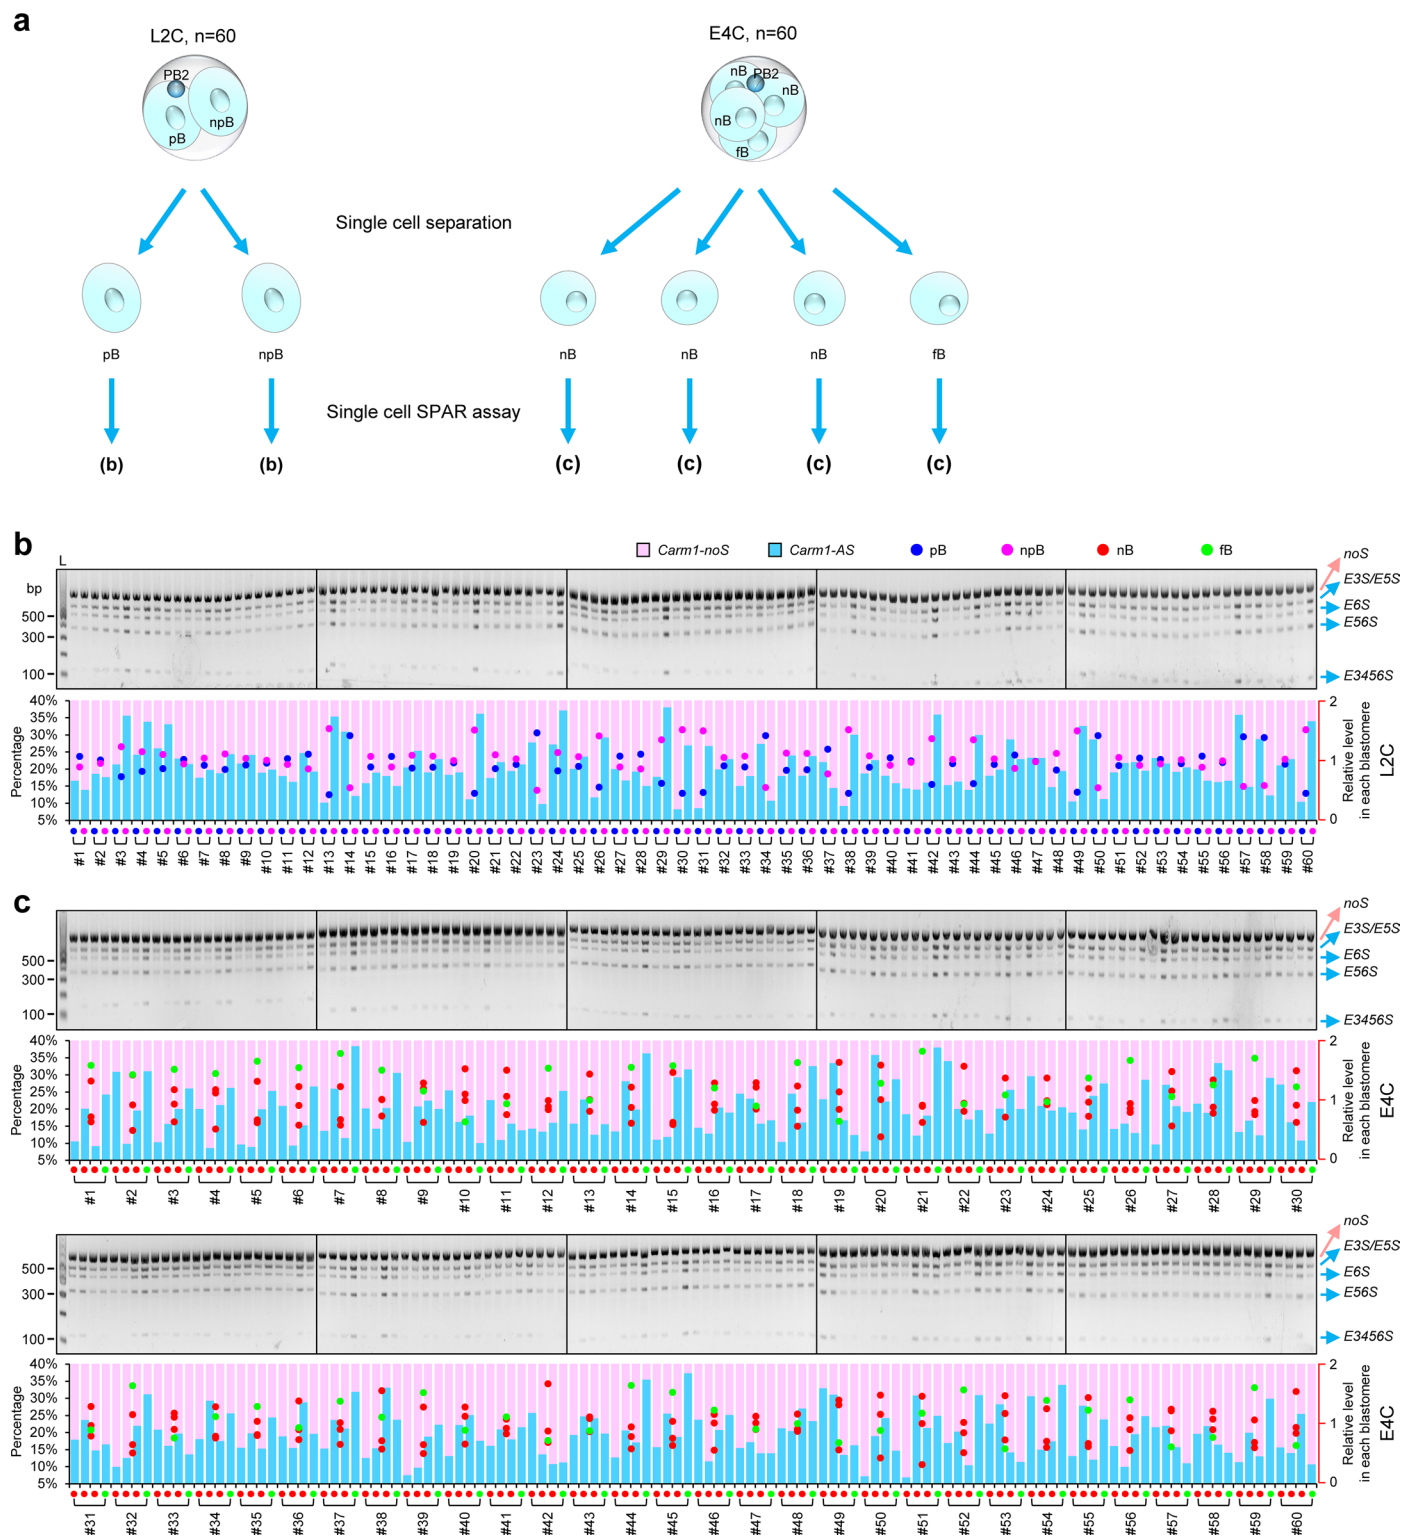 a
L2C, n=60
E4C, n=60
PB2
npB
pB
nB
PB2
nB
nB
fB
Single cell separation
pB
npB
nB
nB
nB
fB
Single cell SPAR assay
(b)
(b)
(c)
(c)
(c)
(c)
b
Carm1-noS
Carm1-AS
pB
npB
nB
fB
L
bp
500
300
100
noS
E3S/E5S
E6S
E56S
E3456S
40%
35%
30%
25%
20%
15%
10%
5%
Percentage
2
1
0
Relative level
in each blastomere
L2C
#1 #2 #3 #4 #5 #6 #7 #8 #9 #10 #11 #12 #13 #14 #15 #16 #17 #18 #19 #20 #21 #22 #23 #24 #25 #26 #27 #28 #29 #30 #31 #32 #33 #34 #35 #36 #37 #38 #39 #40 #41 #42 #43 #44 #45 #46 #47 #48 #49 #50 #51 #52 #53 #54 #55 #56 #57 #58 #59 #60
c
500
300
100
noS
E3S/E5S
E6S
E56S
E3456S
40%
35%
30%
25%
20%
15%
10%
5%
Percentage
2
1
0
Relative level
in each blastomere
E4C
#1 #2 #3 #4 #5 #6 #7 #8 #9 #10 #11 #12 #13 #14 #15 #16 #17 #18 #19 #20 #21 #22 #23 #24 #25 #26 #27 #28 #29 #30
500
300
100
noS
E3S/E5S
E6S
E56S
E3456S
40%
35%
30%
25%
20%
15%
10%
5%
Percentage
2
1
0
Relative level
in each blastomere
E4C
#31 #32 #33 #34 #35 #36 #37 #38 #39 #40 #41 #42 #43 #44 #45 #46 #47 #48 #49 #50 #51 #52 #53 #54 #55 #56 #57 #58 #59 #60